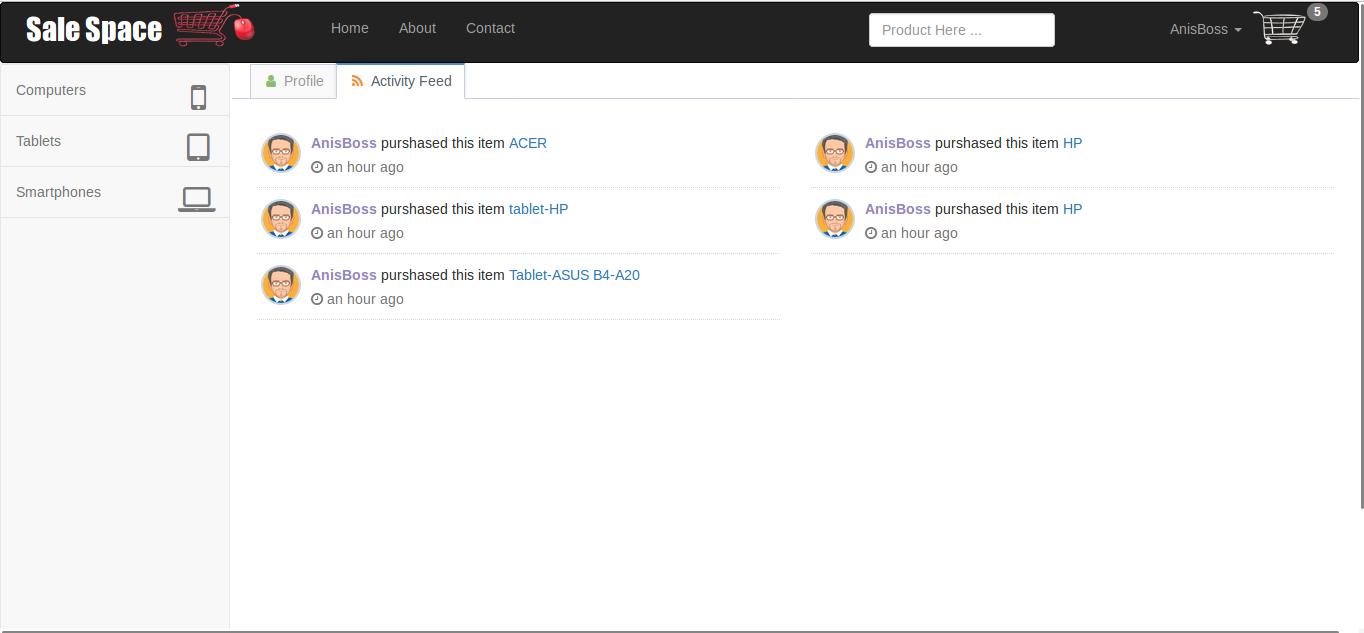 Sale Space
Home About Contact
Product Here ...
AnisBoss
5
Computers
Tablets
Smartphones
Profile
Activity Feed
AnisBoss purshased this item ACER
an hour ago
AnisBoss purshased this item tablet-HP
an hour ago
AnisBoss purshased this item Tablet-ASUS B4-A20
an hour ago
AnisBoss purshased this item HP
an hour ago
AnisBoss purshased this item HP
an hour ago